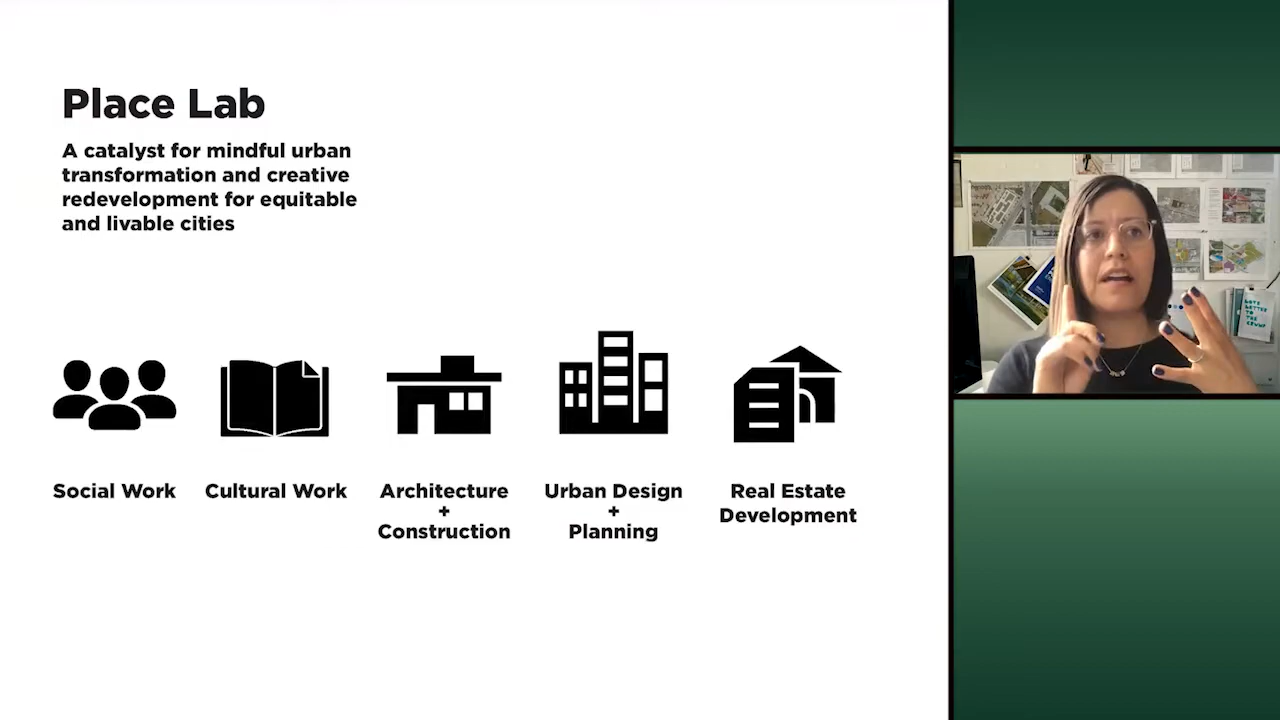 Place Lab
A catalyst for mindful urban
transformation and creative
redevelopment for equitable
and livable cities
Social Work
Cultural Work
Architecture
+
Construction
Urban Design
+
Planning
Real Estate
Development